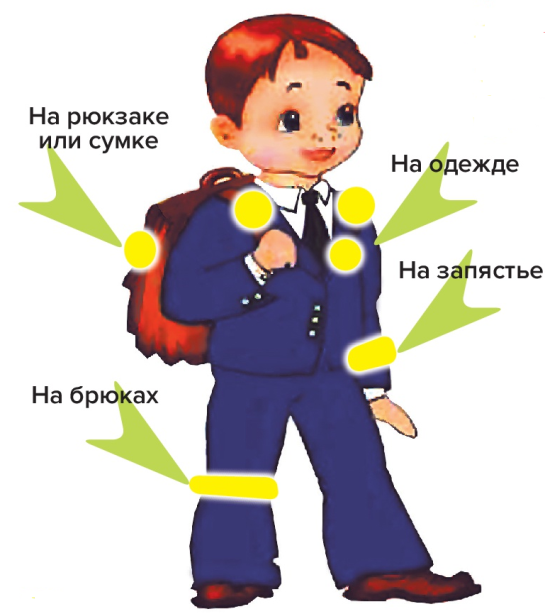 На рюкзаке
или сумке
На одежде
На запястье
На брюках